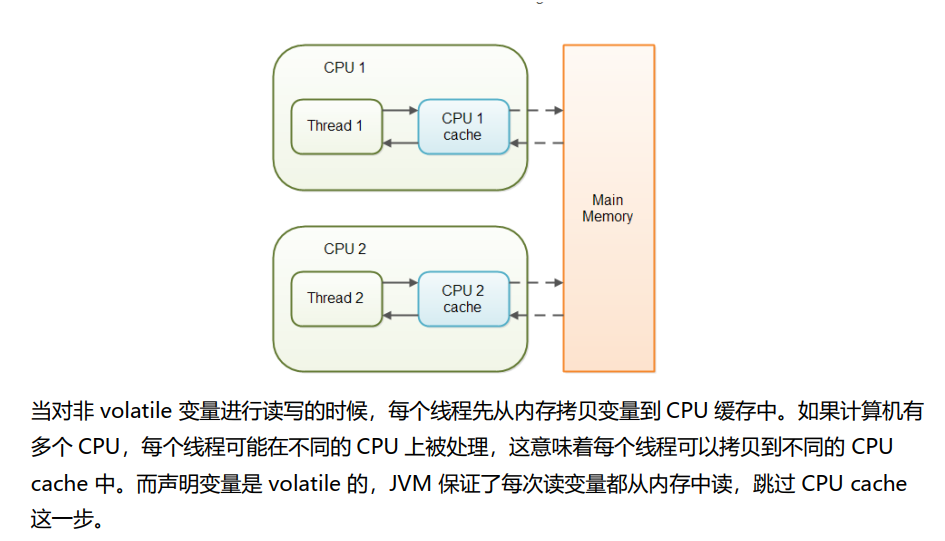 CPU 1
Thread 1
CPU 1
cache
Main
Memory
CPU 2
Thread 2
CPU 2
cache
当对非 volatile 变量进行读写的时候，每个线程先从内存拷贝变量到 CPU 缓存中。如果计算机有
多个 CPU，每个线程可能在不同的 CPU 上被处理，这意味着每个线程可以拷贝到不同的 CPU
cache 中。而声明变量是 volatile 的，JVM 保证了每次读变量都从内存中读，跳过 CPU cache
这一步。